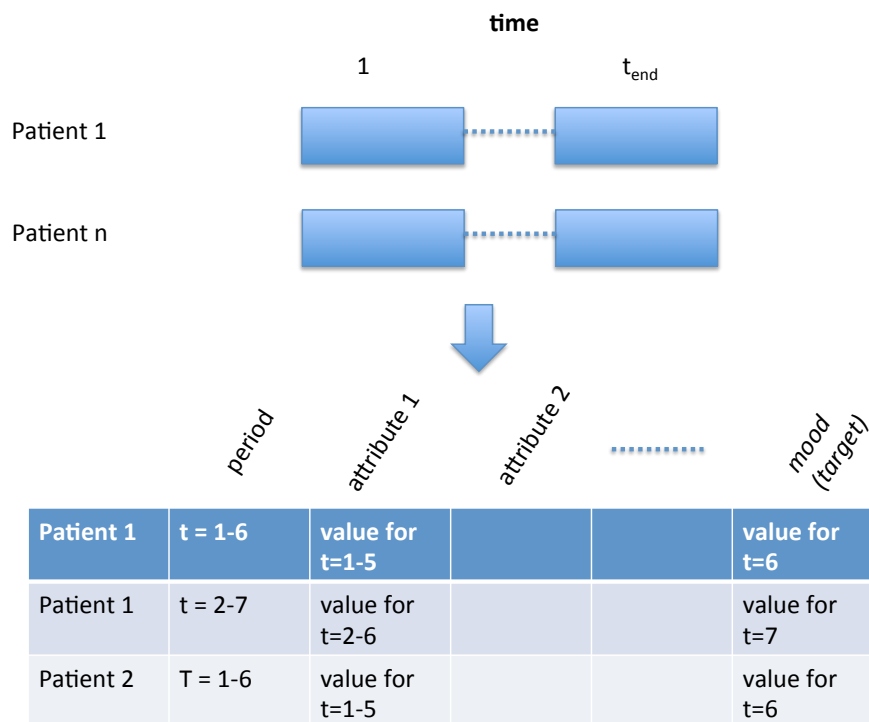 time
1 t_end
Patient 1
Patient n
period attribute 1 attribute 2 mood (target)
Patient 1 t = 1-6 value for t=1-5 value for t=6
Patient 1 t = 2-7 value for t=2-6 value for t=7
Patient 2 T = 1-6 value for t=1-5 value for t=6